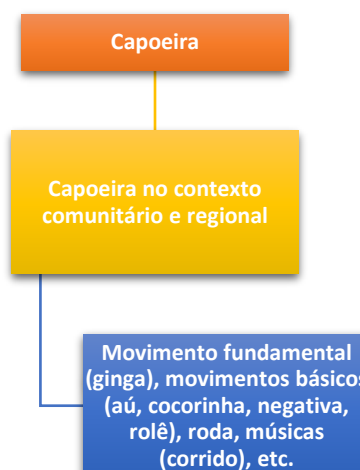 Capoeira
Capoeira no contexto
comunitário e regional
Movimento fundamental
(ginga), movimentos básicos
(aú, cocorinha, negativa,
rolê), roda, músicas
(corrido), etc.